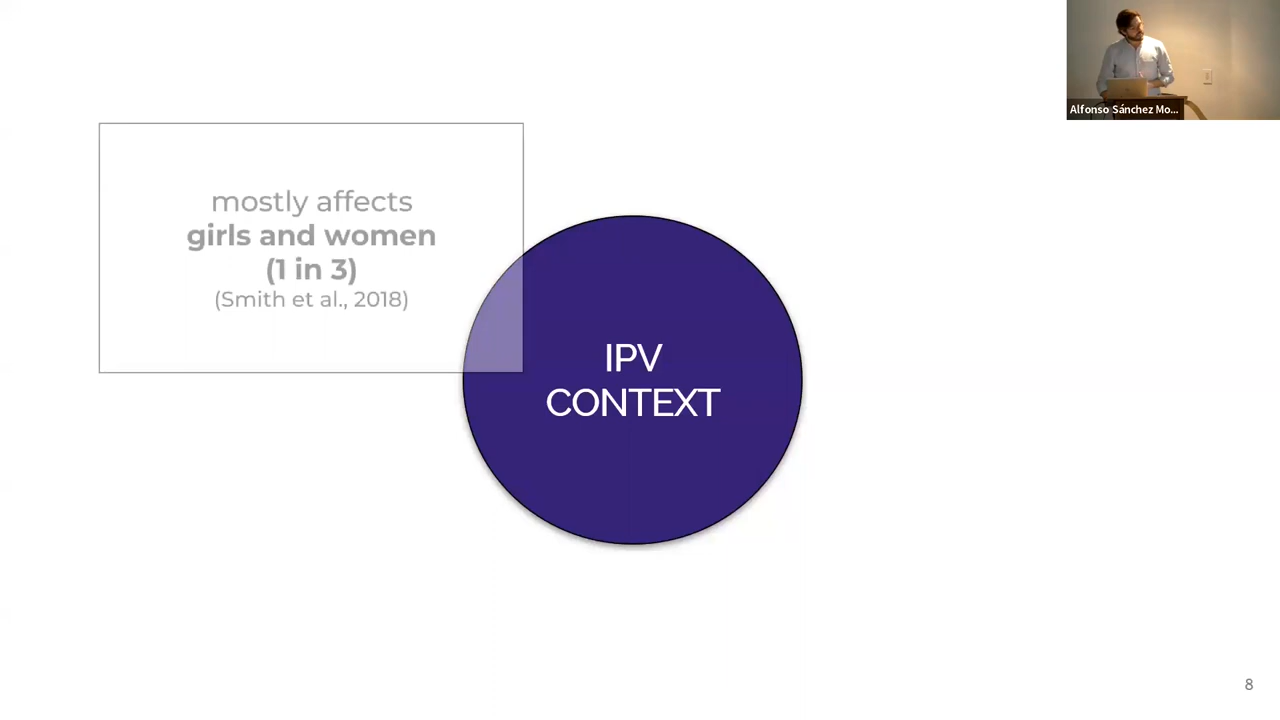 Alfonso Sánchez Mo...
mostly affects
girls and women
(1 in 3)
(Smith et al., 2018)
IPV
CONTEXT
8